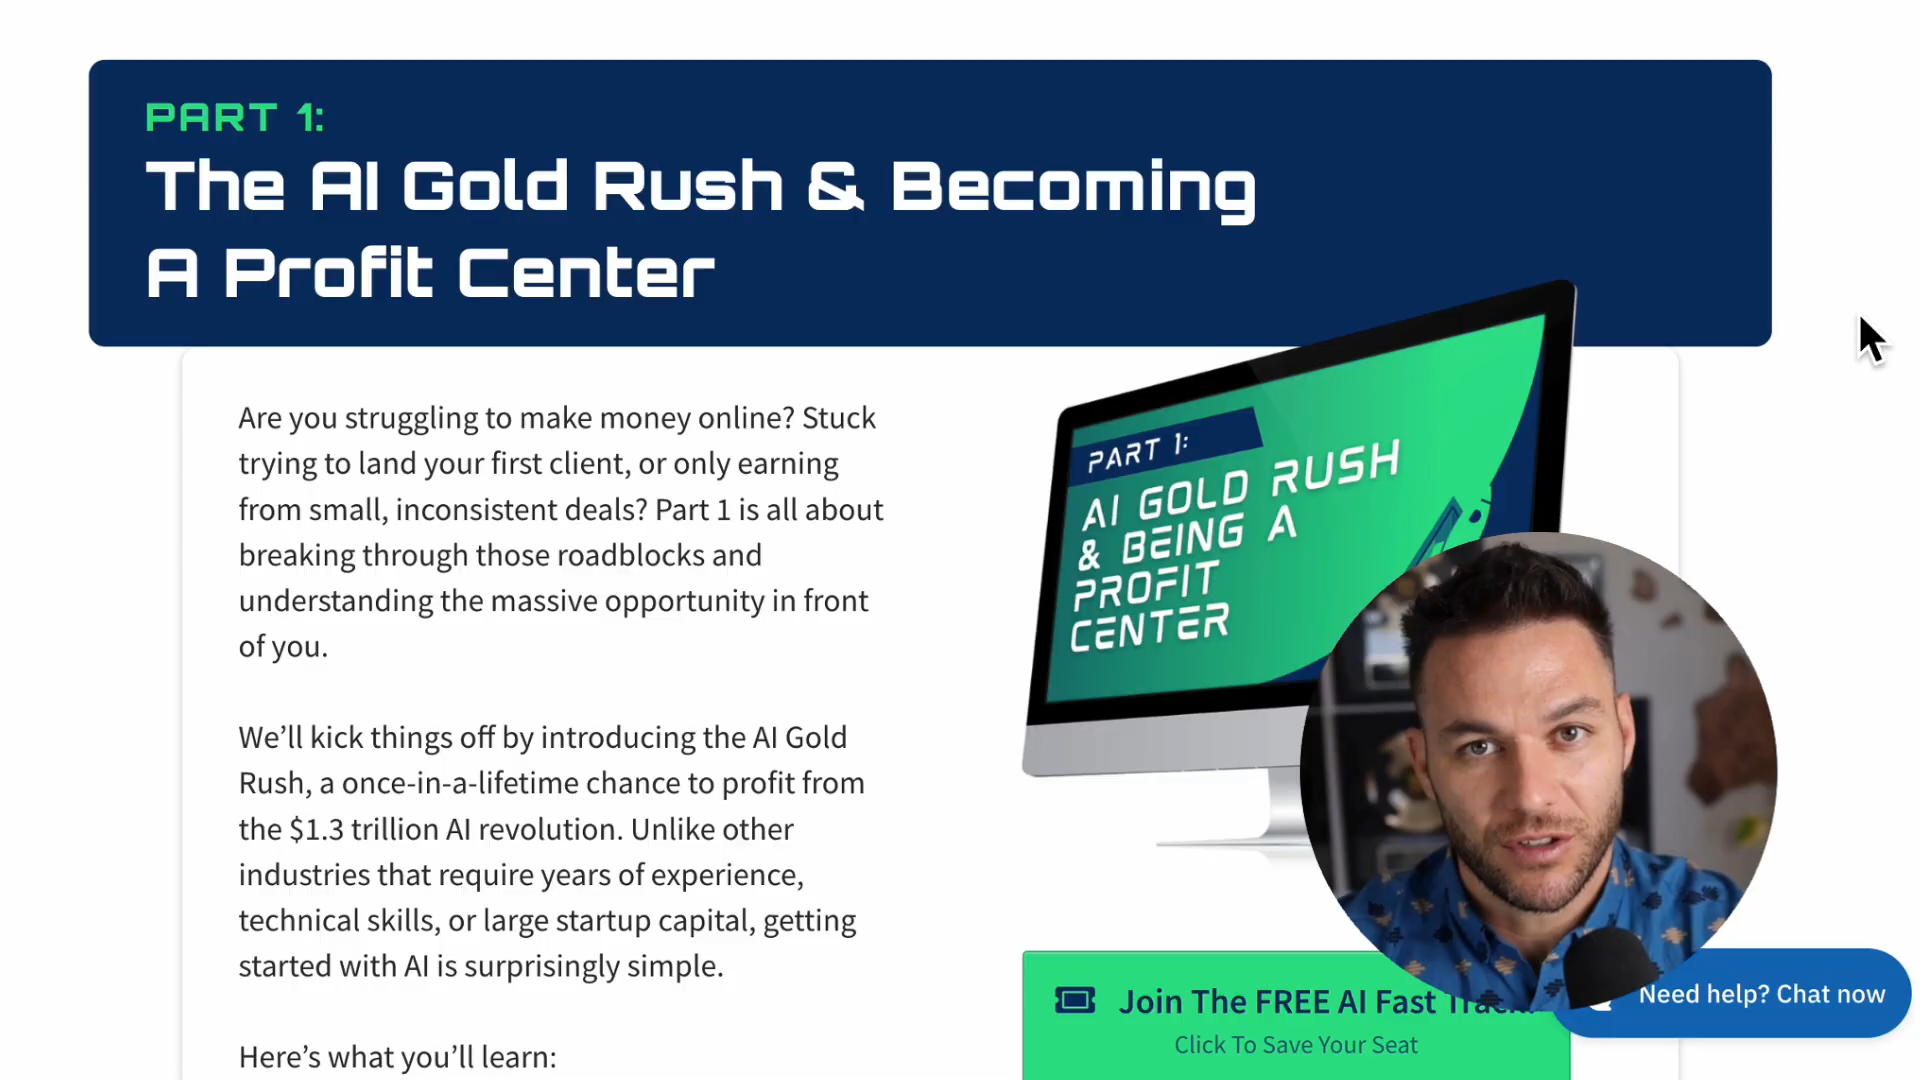 PART 1:
The AI Gold Rush & Becoming
A Profit Center
Are you struggling to make money online? Stuck
trying to land your first client, or only earning
from small, inconsistent deals? Part 1 is all about
breaking through those roadblocks and
understanding the massive opportunity in front
of you.
We’ll kick things off by introducing the AI Gold
Rush, a once-in-a-lifetime chance to profit from
the $1.3 trillion AI revolution. Unlike other
industries that require years of experience,
technical skills, or large startup capital, getting
started with AI is surprisingly simple.
Here’s what you’ll learn:
PART 1:
AI GOLD RUSH
& BEING A
PROFIT
CENTER
Join The FREE AI Fast
Click To Save Your Seat
Need help? Chat now